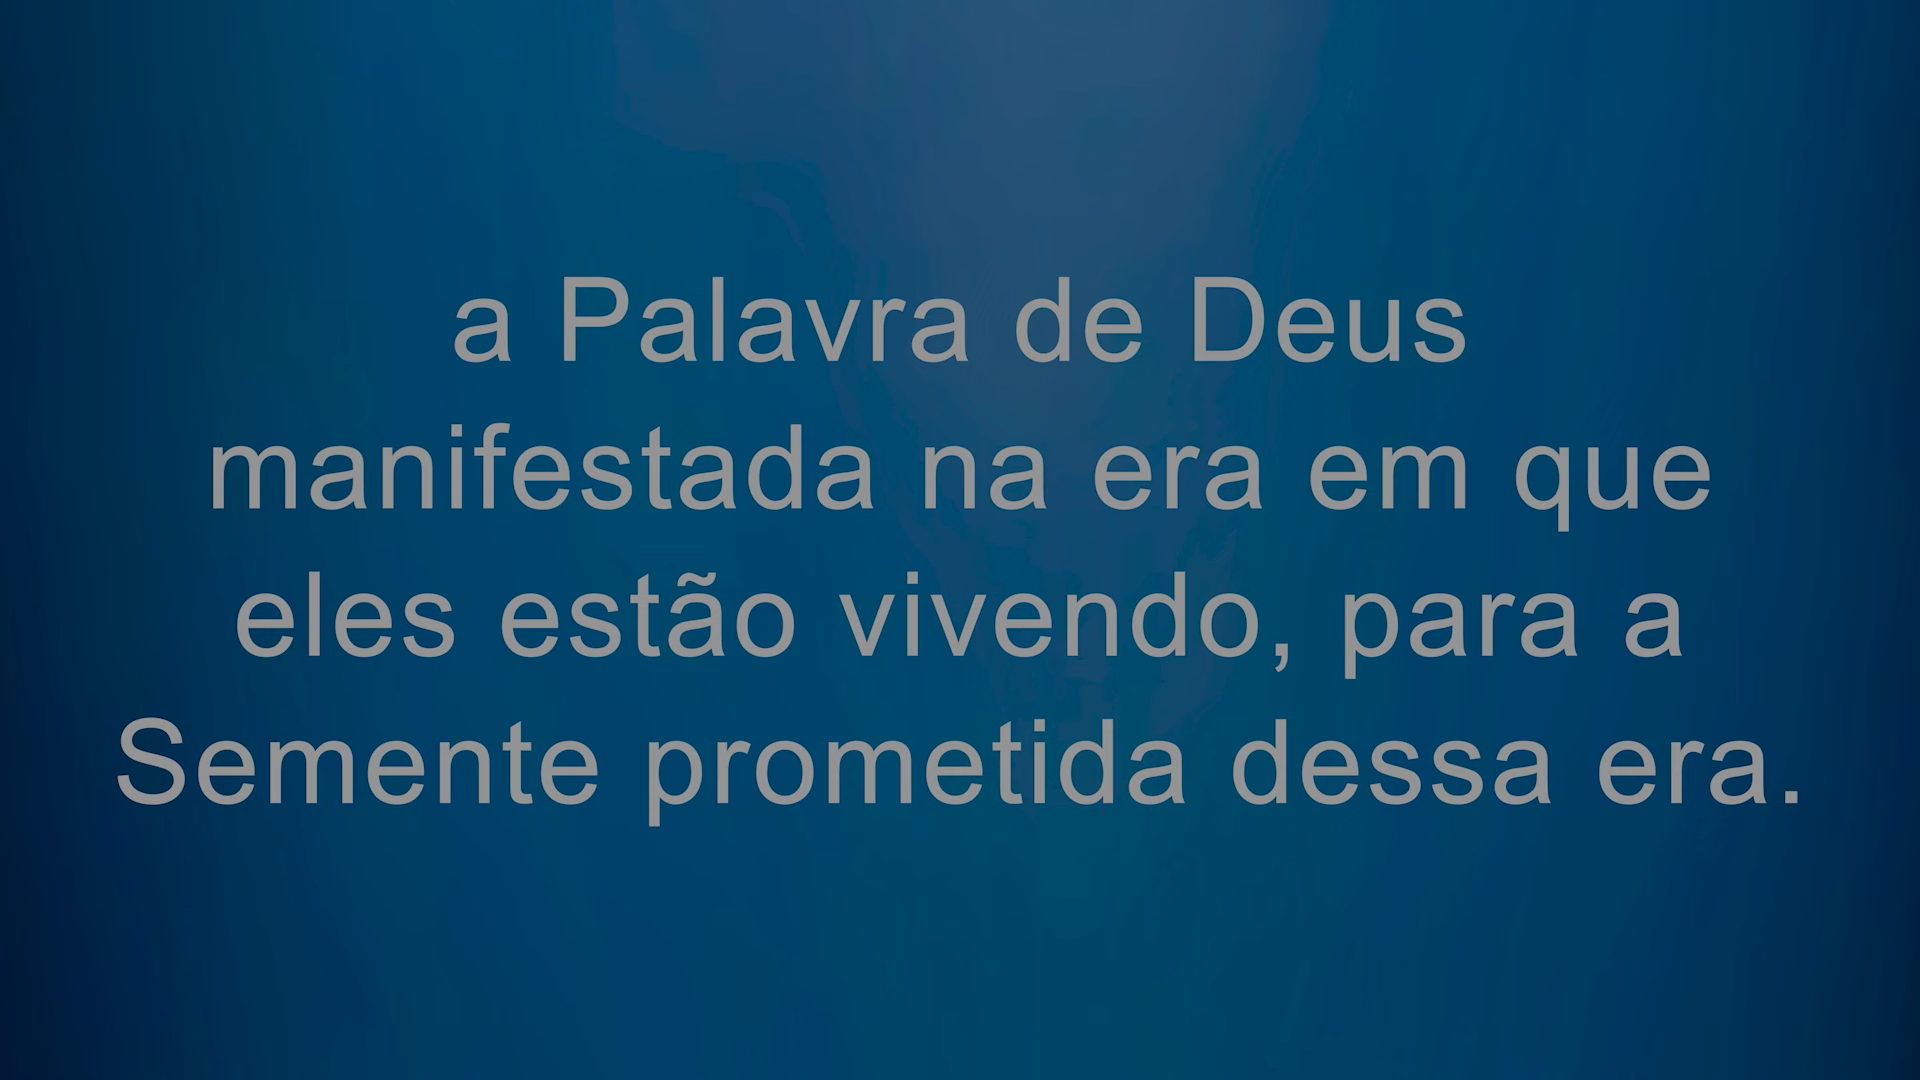 a Palavra de Deus
manifestada na era em que
eles estão vivendo, para a
Semente prometida dessa era.